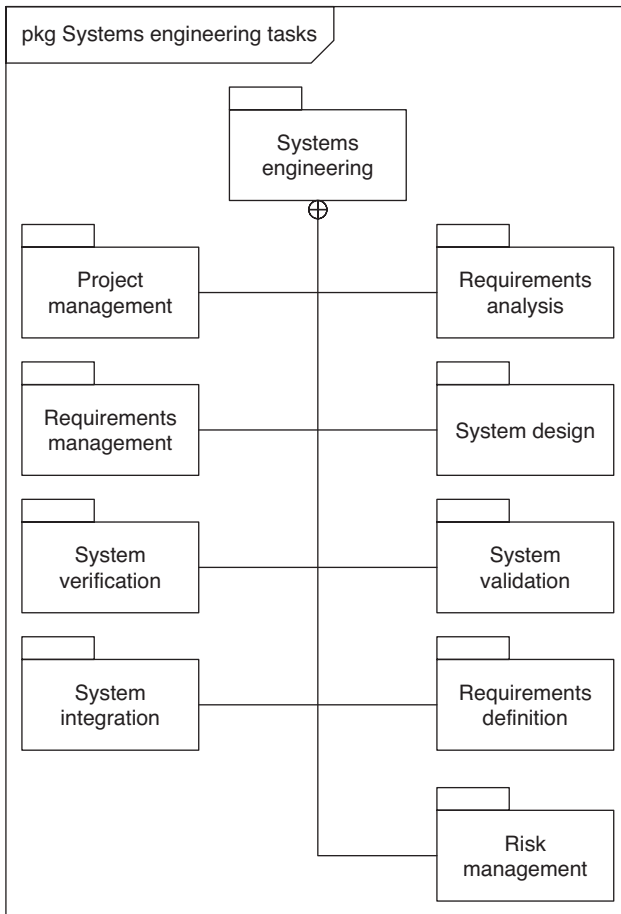 pkg Systems engineering tasks
Systems
engineering
Project
management
Requirements
analysis
Requirements
management
System design
System
verification
System
validation
System
integration
Requirements
definition
Risk
management